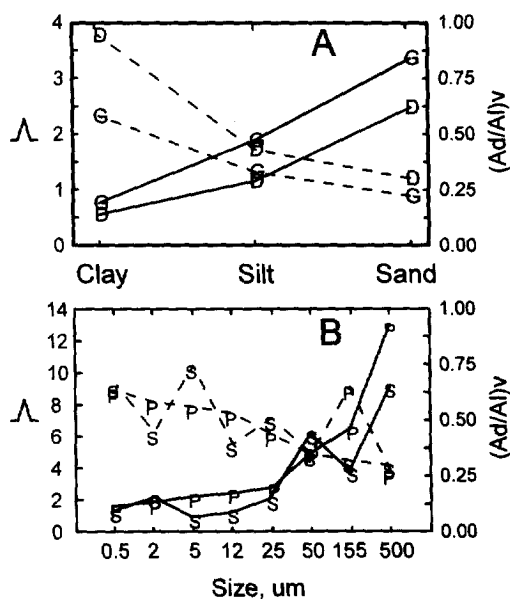 4 A 1.00
D
3 G 0.75
G
Λ 2 G D 0.50 (Ad/Al)v
D
1 G G D 0.25
D D G
0 0.00
Clay Silt Sand
14 B 1.00
12 P
10 S 0.75
P P S
8 P P
Λ 6 S S P S P 0.50 (Ad/Al)v
4 P S P 0.25
2 S P P P P S
S S S
0 0.00
0.5 2 5 12 25 50 155 500
Size, um